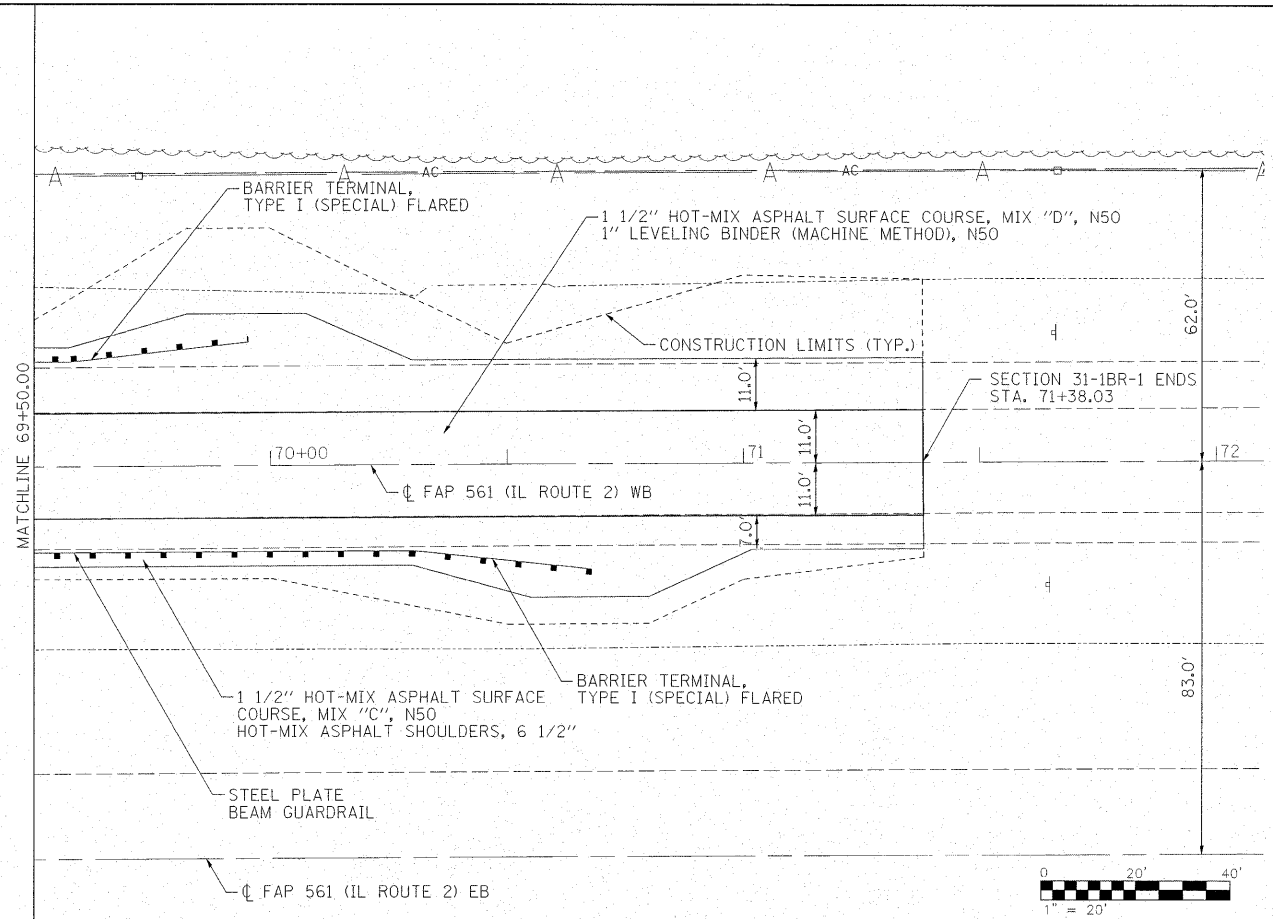 AC
AC
BARRIER TERMINAL,
TYPE I (SPECIAL) FLARED
1 1/2" HOT-MIX ASPHALT SURFACE COURSE, MIX "D", N50
1" LEVELING BINDER (MACHINE METHOD), N50
62.0'
CONSTRUCTION LIMITS (TYP.)
11.0'
SECTION 31-1BR-1 ENDS
STA. 71+38.03
MATCHLINE 69+50.00
11.0'
70+00
71
72
℄ FAP 561 (IL ROUTE 2) WB
11.0'
7.0'
83.0'
BARRIER TERMINAL,
TYPE I (SPECIAL) FLARED
1 1/2" HOT-MIX ASPHALT SURFACE
COURSE, MIX "C", N50
HOT-MIX ASPHALT SHOULDERS, 6 1/2"
STEEL PLATE
BEAM GUARDRAIL
℄ FAP 561 (IL ROUTE 2) EB
0 20' 40'
1" = 20'